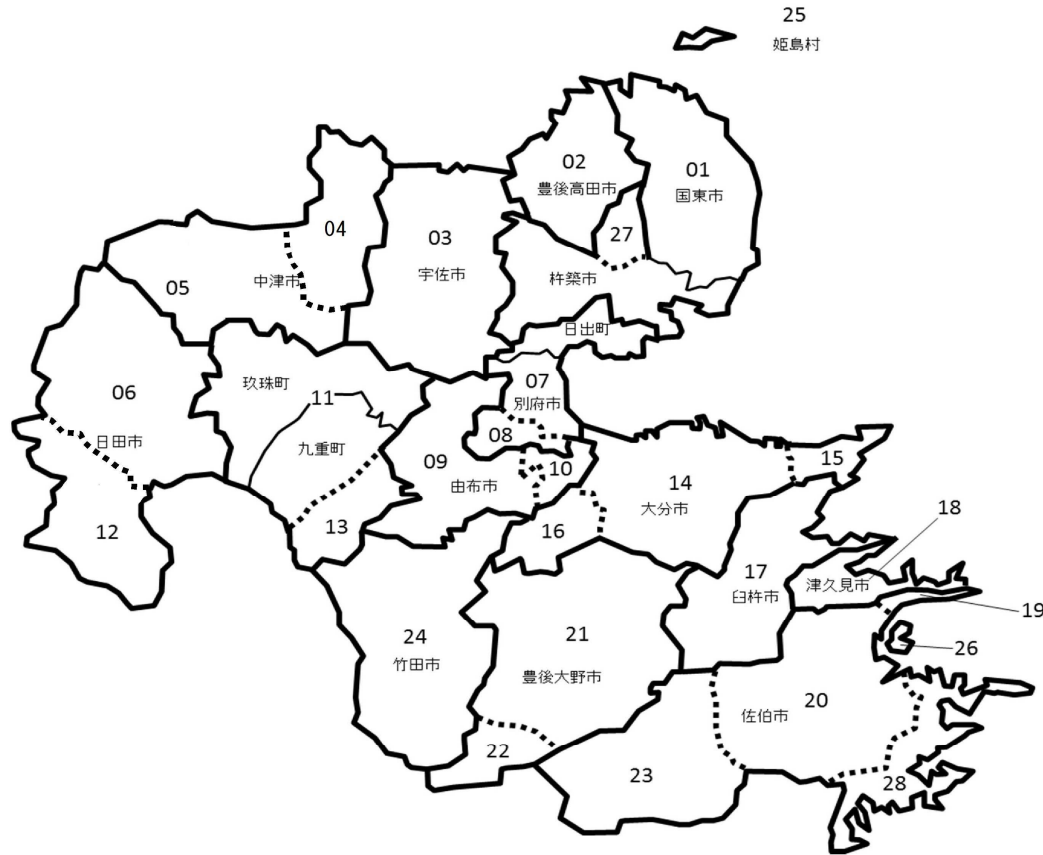 25
姫島村
02
豊後高田市
01
国東市
04
03
宇佐市
27
杵築市
05
中津市
日出町
06
日田市
玖珠町
11
九重町
07
別府市
08
09
由布市
10
14
大分市
15
12
13
16
17
臼杵市
18
津久見市
19
26
24
竹田市
21
豊後大野市
20
佐伯市
22
23
28